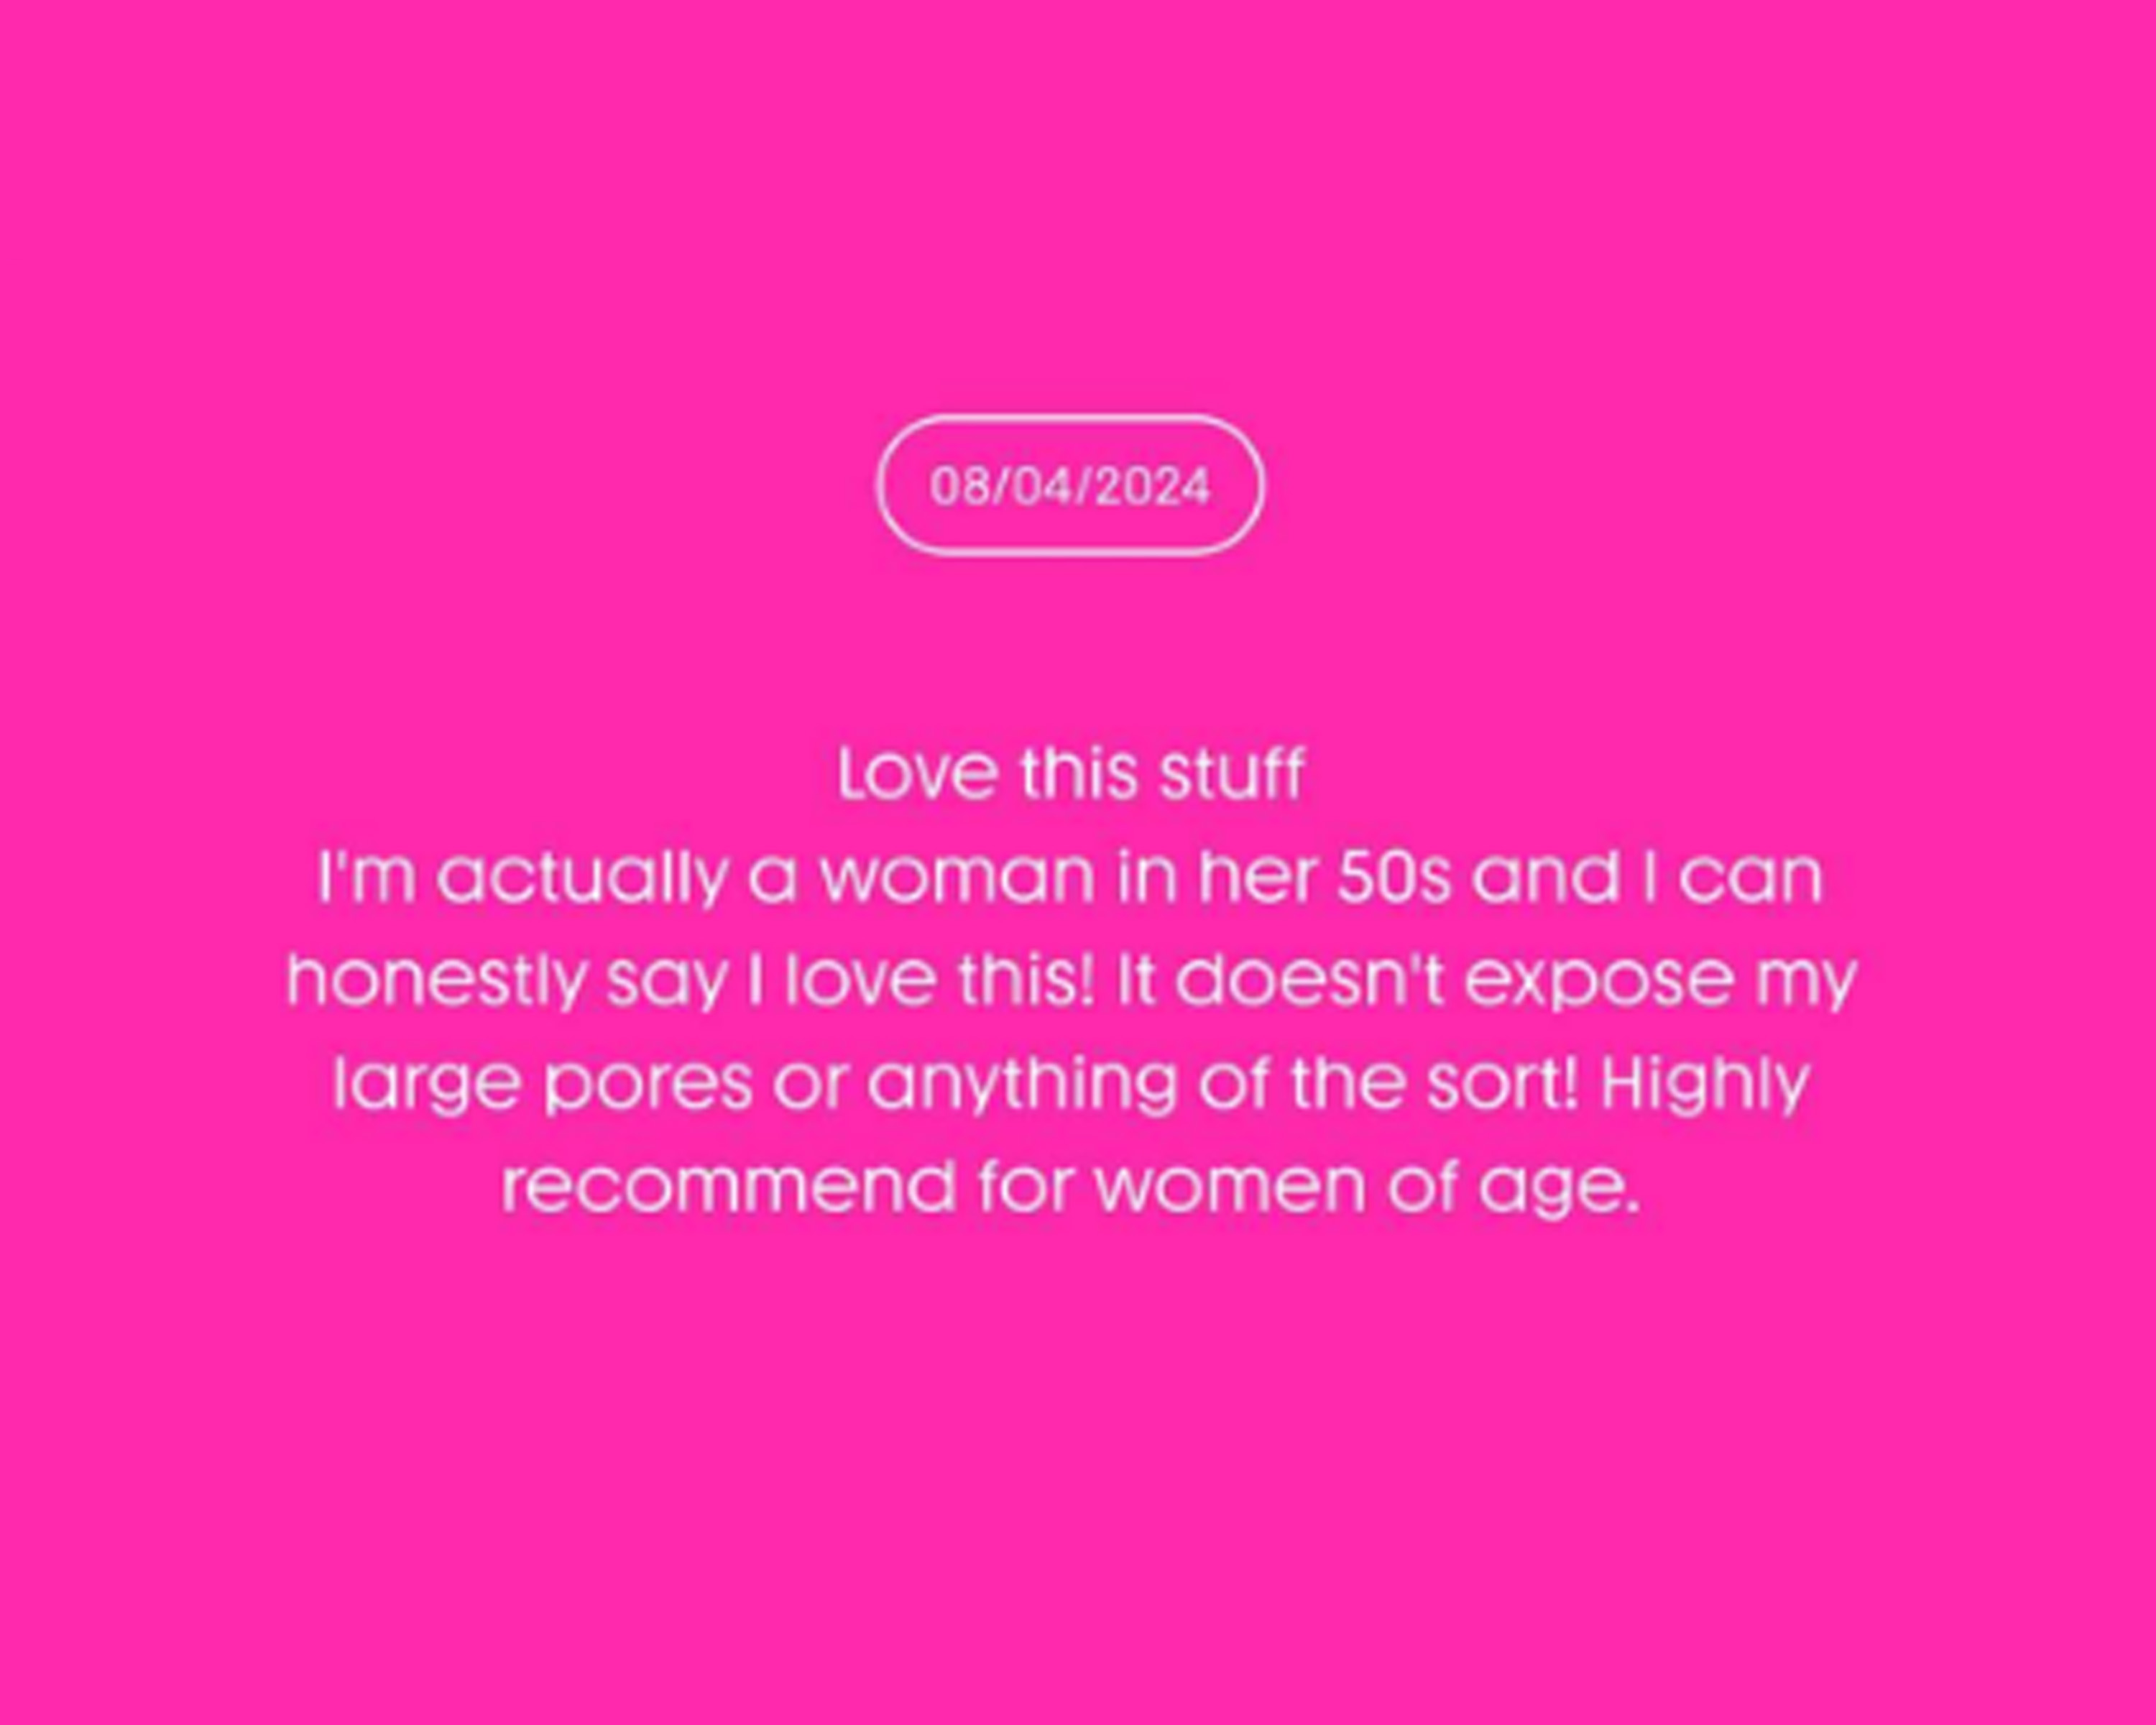 08/04/2024
Love this stuff
I'm actually a woman in her 50s and I can
honestly say I love this! It doesn't expose my
large pores or anything of the sort! Highly
recommend for women of age.